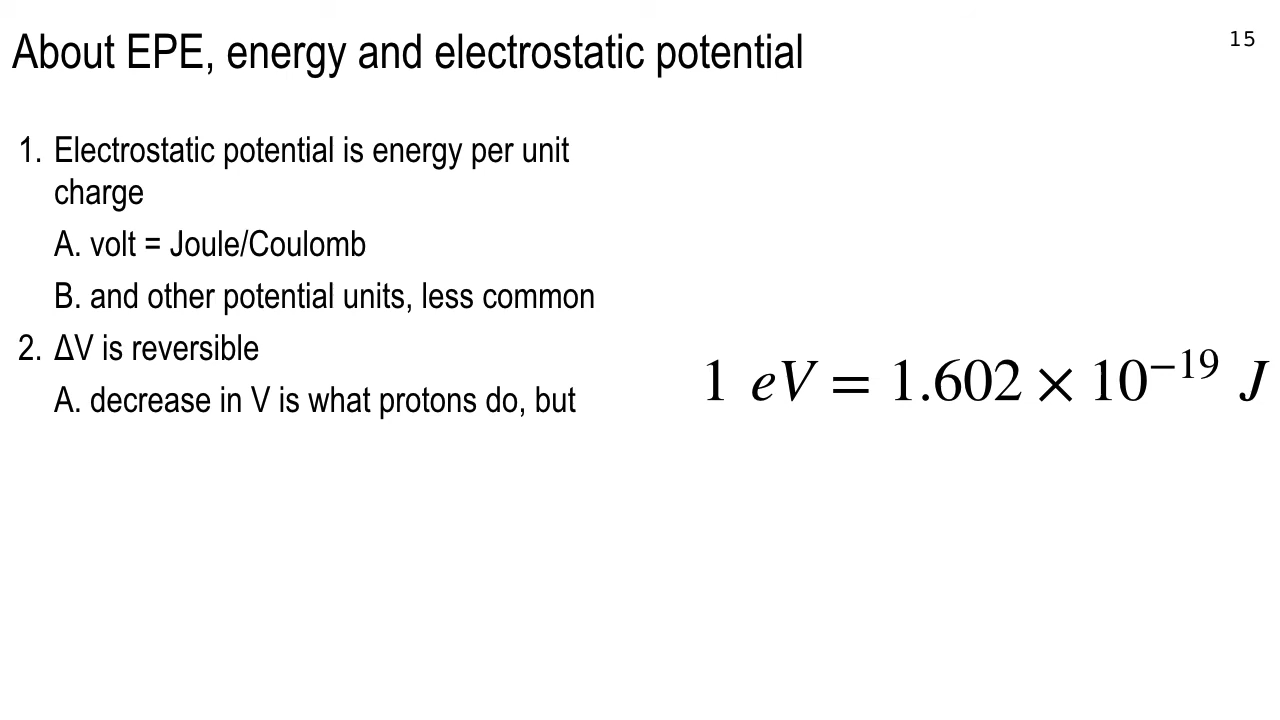 About EPE, energy and electrostatic potential
15
1. Electrostatic potential is energy per unit
charge
A. volt = Joule/Coulomb
B. and other potential units, less common
2. ΔV is reversible
A. decrease in V is what protons do, but
1 eV = 1.602 × 10⁻¹⁹ J